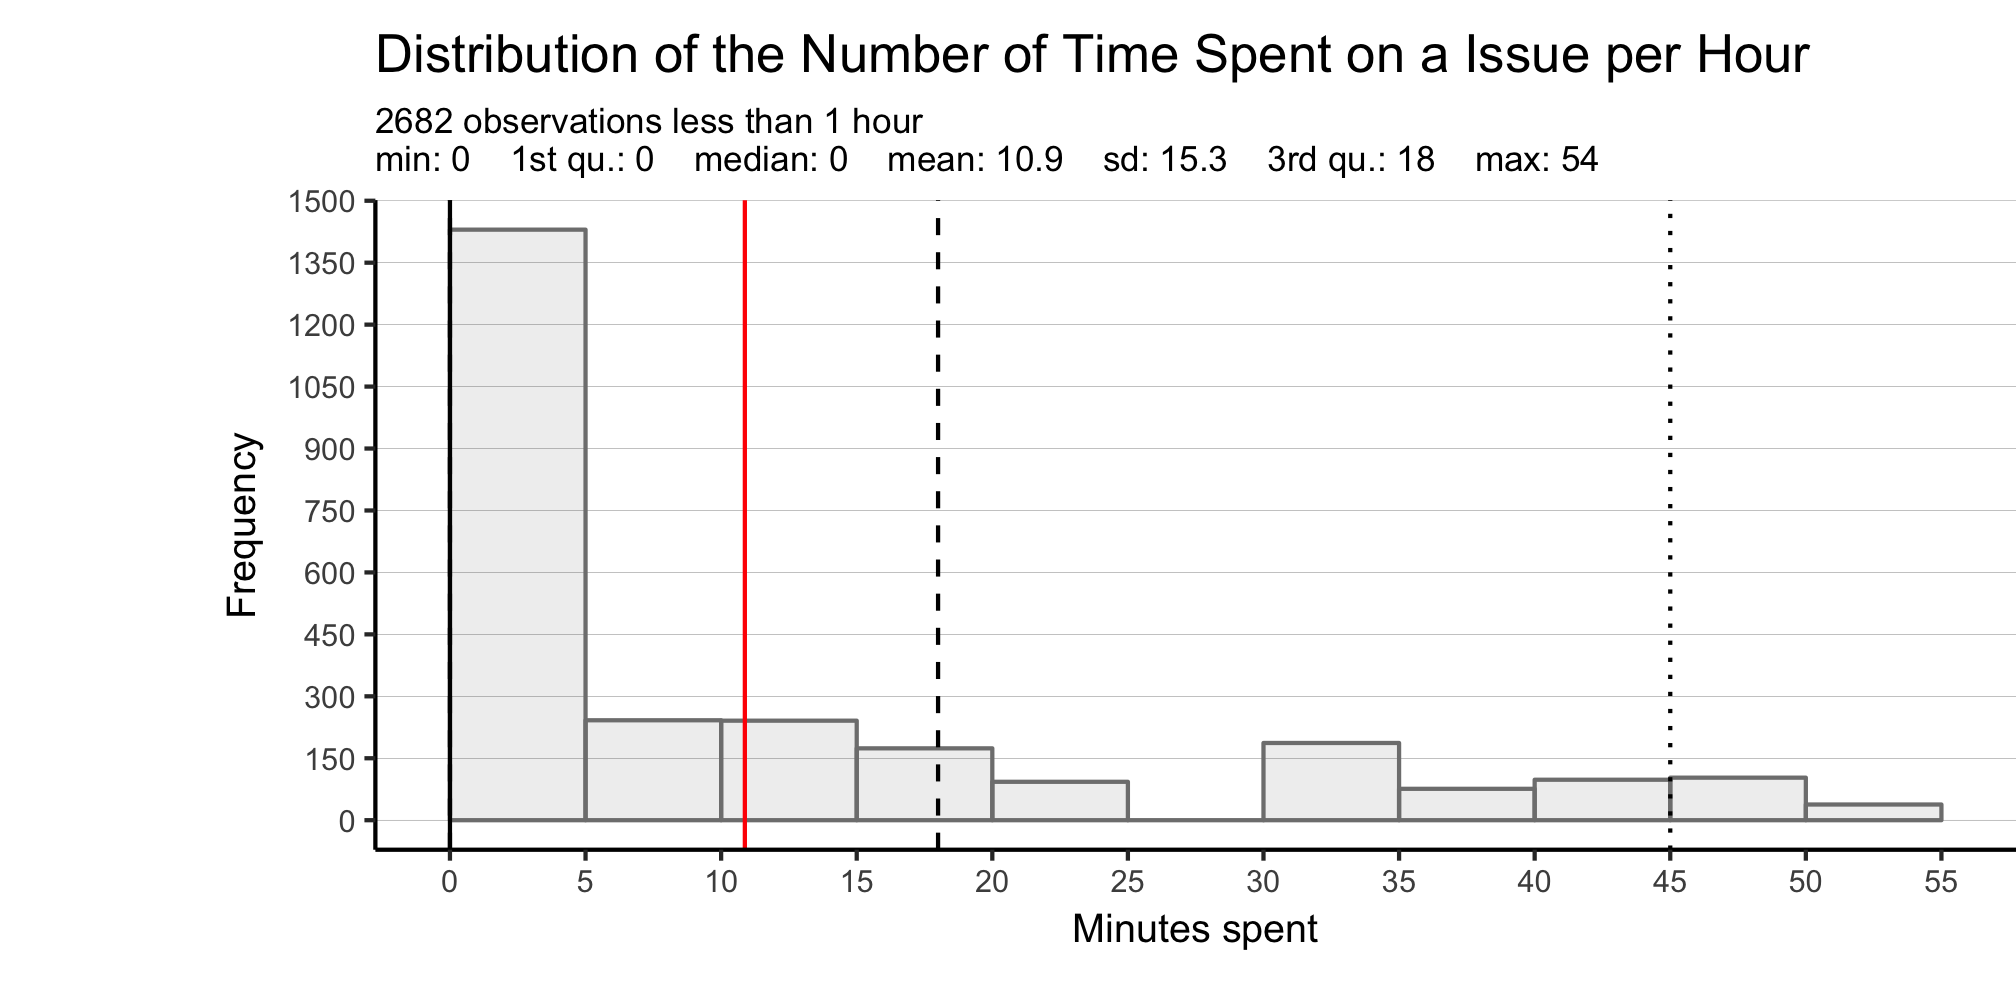 Distribution of the Number of Time Spent on a Issue per Hour
2682 observations less than 1 hour
min: 0 1st qu.: 0 median: 0 mean: 10.9 sd: 15.3 3rd qu.: 18 max: 54
1500
1350
1200
1050
900
750
600
450
300
150
0
Frequency
0 5 10 15 20 25 30 35 40 45 50 55
Minutes spent